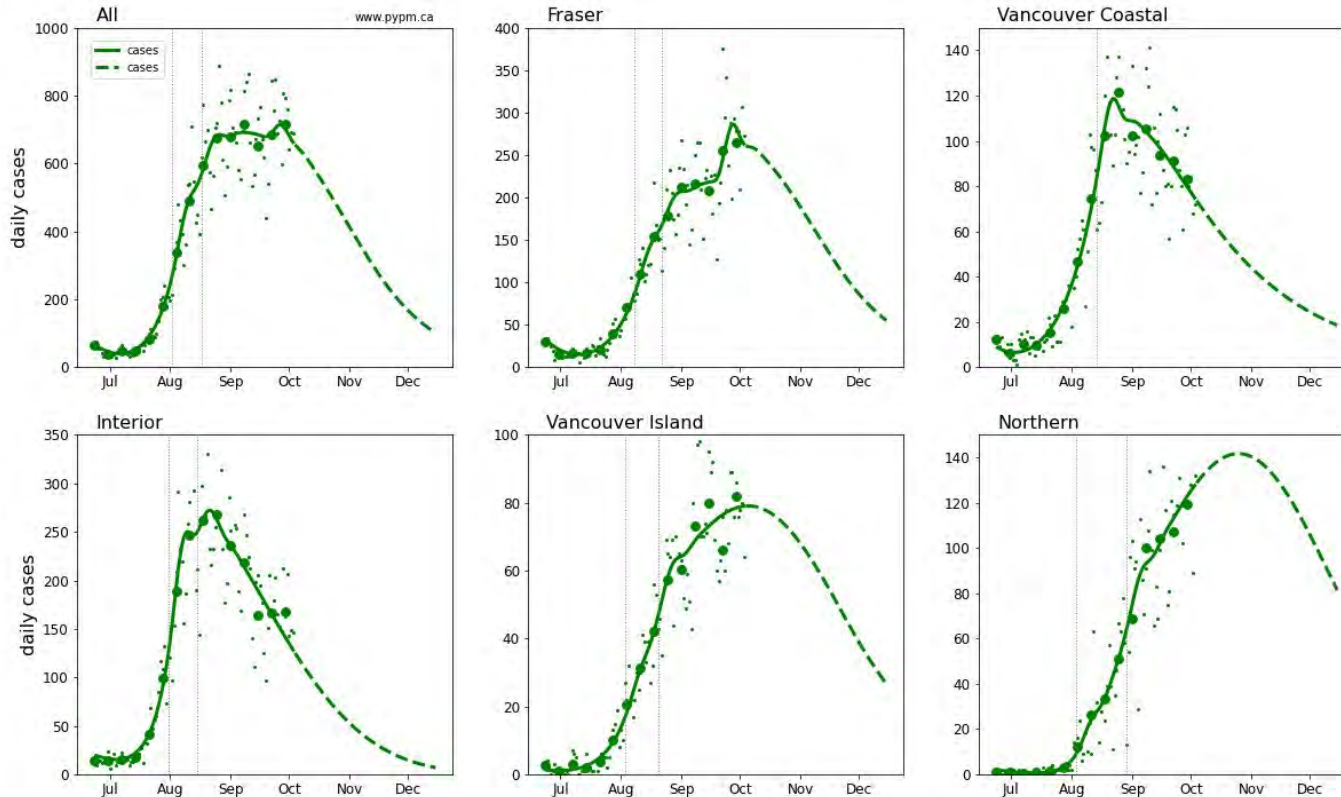 All
www.pypm.ca
Fraser
Vancouver Coastal
daily cases
1000
800
600
400
200
0
cases
cases
Jul Aug Sep Oct Nov Dec
400
350
300
250
200
150
100
50
0
Jul Aug Sep Oct Nov Dec
140
120
100
80
60
40
20
0
Jul Aug Sep Oct Nov Dec
Interior
Vancouver Island
Northern
daily cases
350
300
250
200
150
100
50
0
Jul Aug Sep Oct Nov Dec
100
80
60
40
20
0
Jul Aug Sep Oct Nov Dec
140
120
100
80
60
40
20
0
Jul Aug Sep Oct Nov Dec